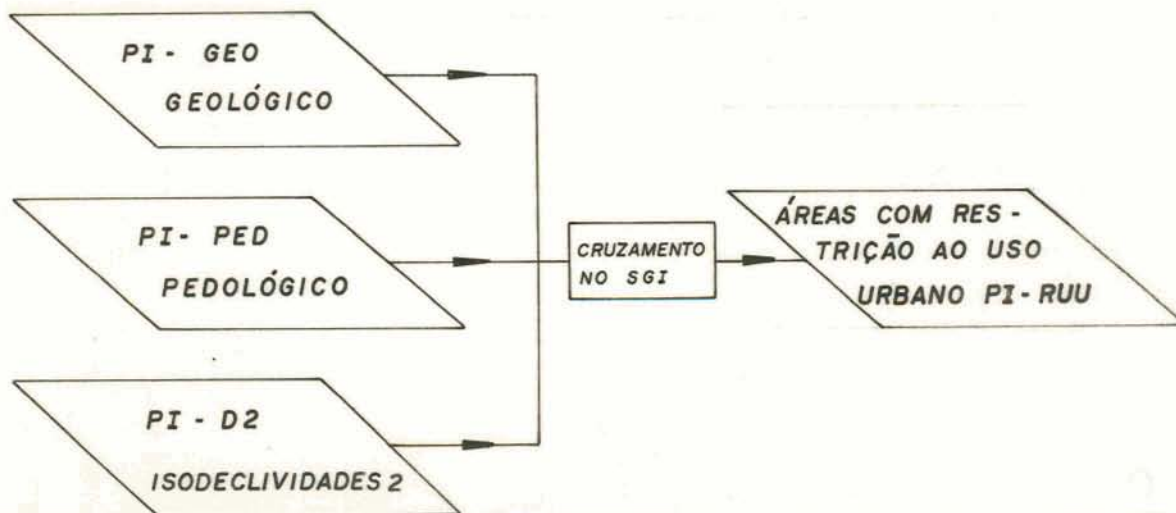 PI - GEO
GEOLÓGICO
PI - PED
PEDOLÓGICO
PI - D2
ISODECLIVIDADES 2
CRUZAMENTO
NO SGI
ÁREAS COM RES -
TRIÇÃO AO USO
URBANO PI - RUU